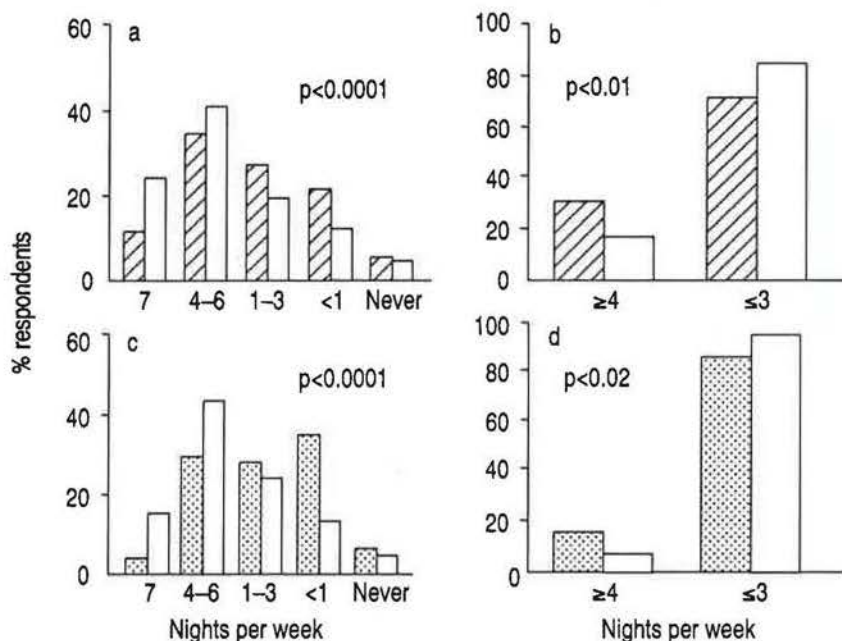 % respondents
60
40
20
0
a
p<0.0001
7 4–6 1–3 <1 Never
100
80
60
40
20
0
b
p<0.01
≥4 ≤3
60
40
20
0
c
p<0.0001
7 4–6 1–3 <1 Never
Nights per week
100
80
60
40
20
0
d
p<0.02
≥4 ≤3
Nights per week